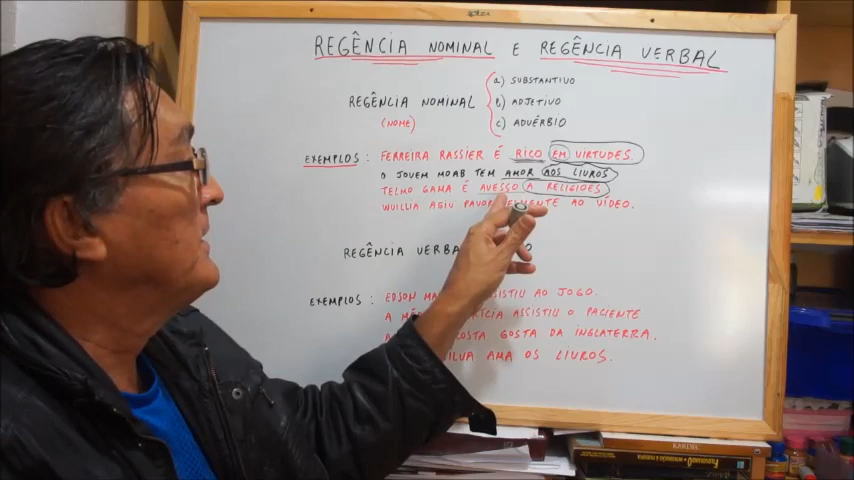 REGÊNCIA NOMINAL E REGÊNCIA VERBAL
REGÊNCIA NOMINAL
(NOME)
a) SUBSTANTIVO
b) ADJETIVO
c) ADVÉRBIO
EXEMPLOS : FERREIRA RASSIER É RICO EM VIRTUDES.
O JOVEM MOAB TEM AMOR AOS LIVROS
TELMO GAMA É AVESSO A RELIGIÕES
WUILLIA AGIU AO VÍDEO.
REGÊNCIA
EXEMPLOS : EDSON AO JOGO.
A ASSISTIU O PACIENTE
GOSTA DA INGLATERRA.
AMA OS LIVROS.
KARDEC